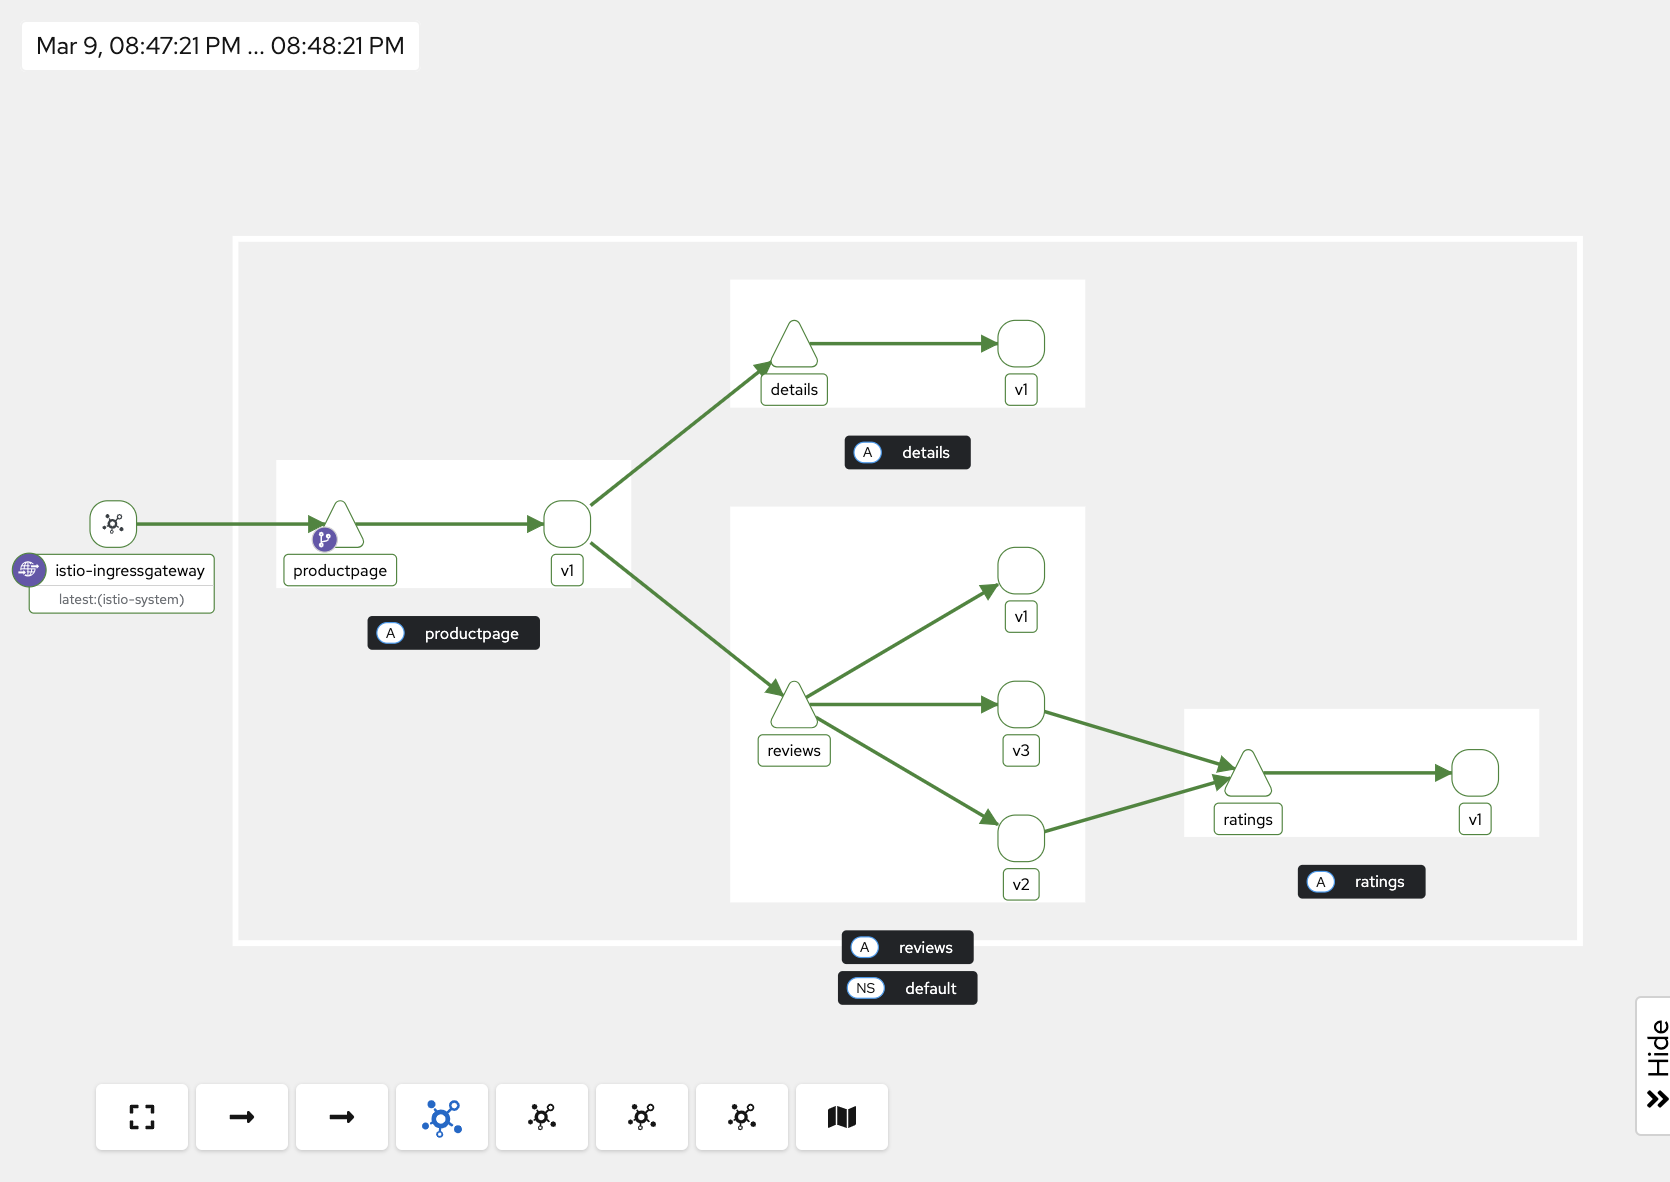 Mar 9, 08:47:21 PM ... 08:48:21 PM
details
v1
A details
istio-ingressgateway
latest:(istio-system)
productpage
v1
A productpage
v1
reviews
v3
v2
ratings
v1
A ratings
A reviews
NS default
Hide